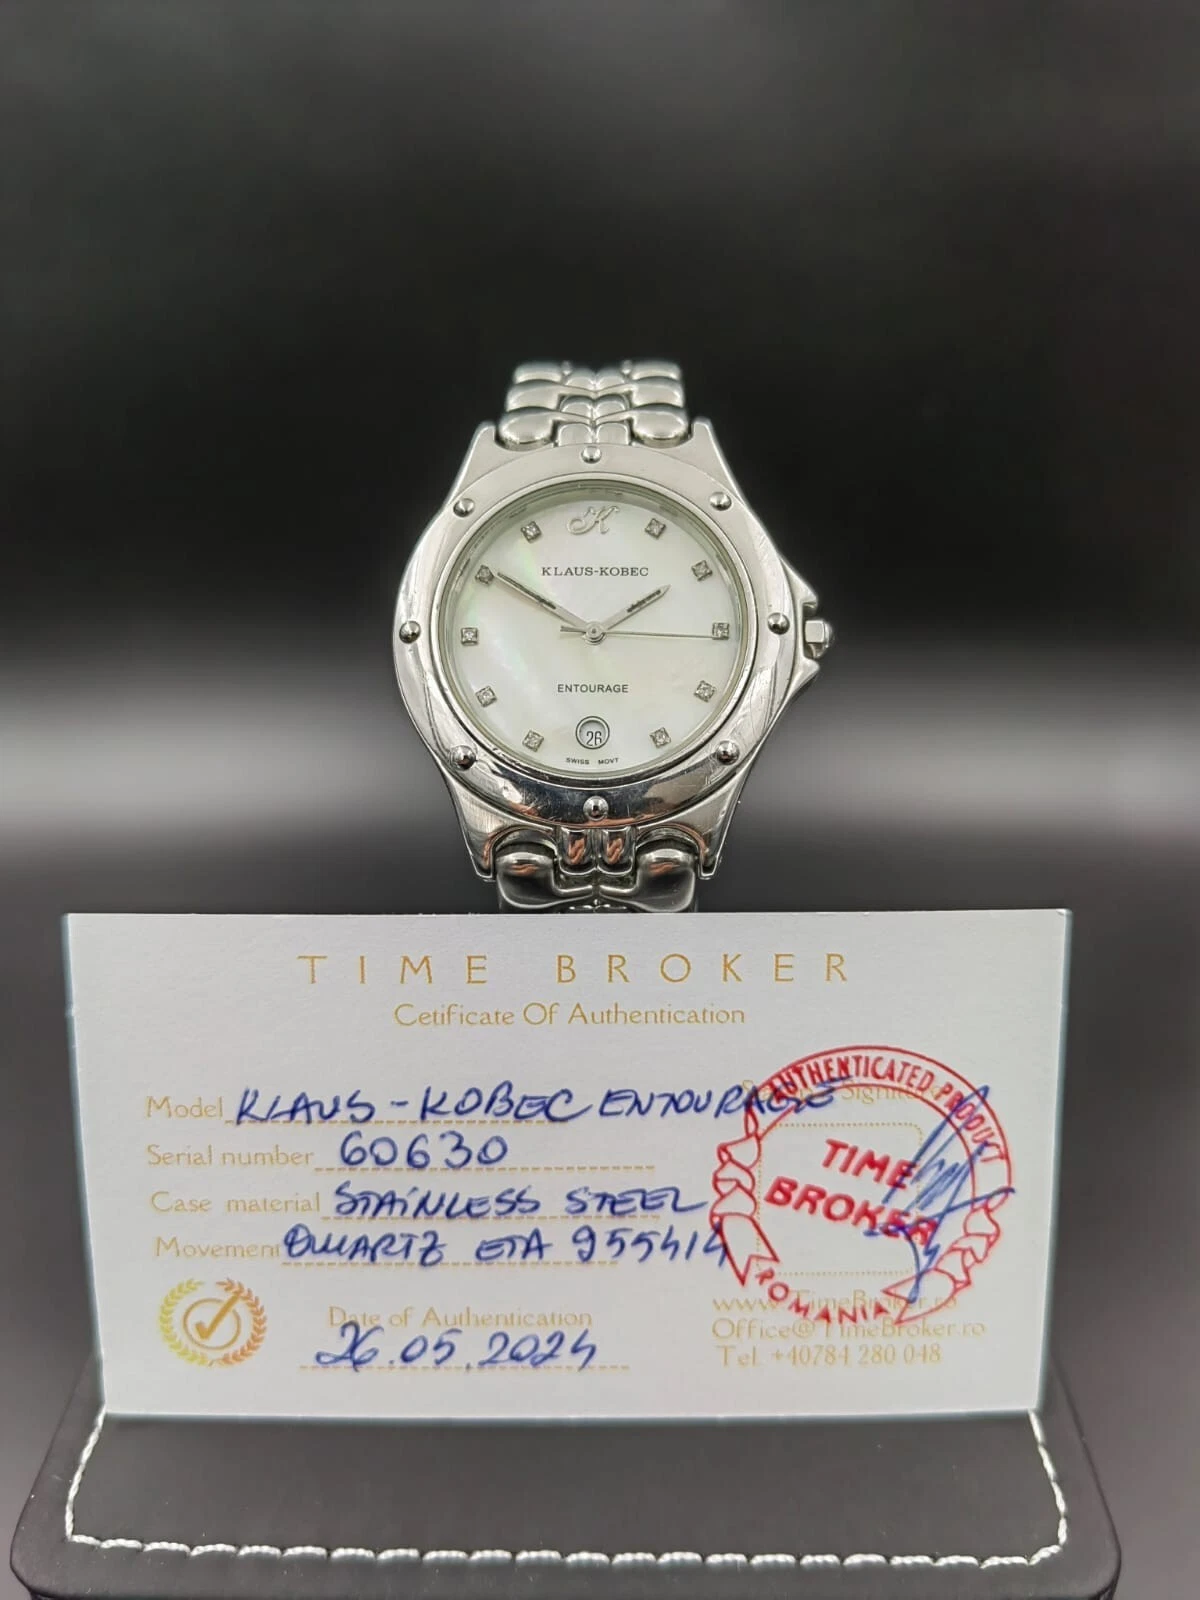 K
KLAUS-KOBEC
ENTOURAGE
26
SWISS MOVT
TIME BROKER
Cetificate Of Authentication
Model KLAUS-KOBEC ENTOURAGE
Serial number 60630
Case material STAINLESS STEEL
Movement QUARTZ ETA 955414
Date of Authentication
26.05.2024
AUTHENTICATED PRODUCT
TIME
BROKER
ROMANIA
www.TimeBroker.ro
Office@TimeBroker.ro
Tel. +40784 280 048